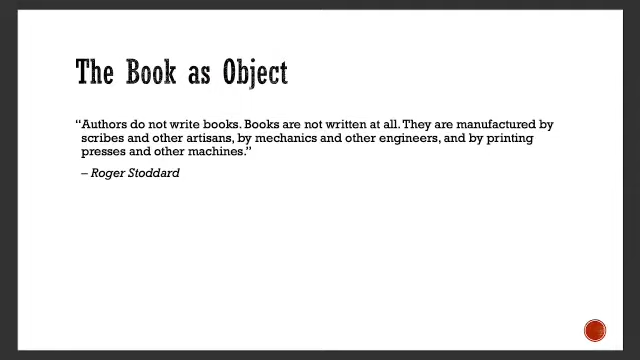 The Book as Object
“Authors do not write books. Books are not written at all. They are manufactured by
scribes and other artisans, by mechanics and other engineers, and by printing
presses and other machines.”
– Roger Stoddard